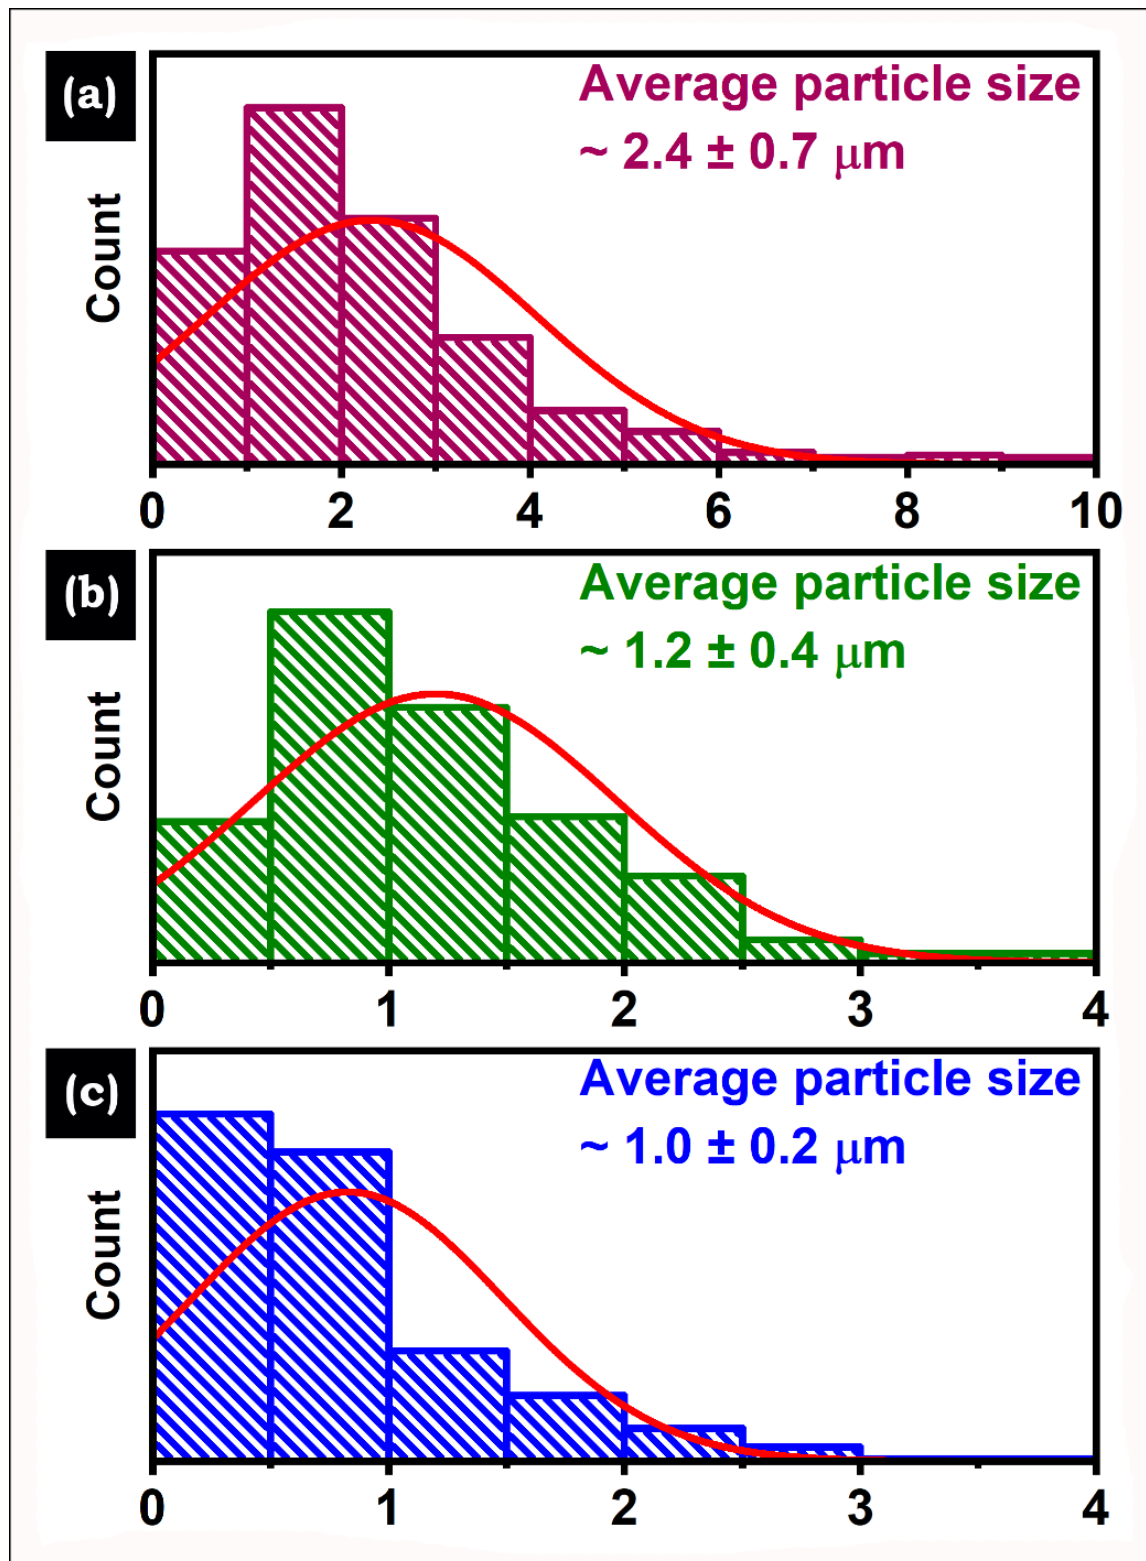 (a)
Average particle size
~ 2.4 ± 0.7 μm
Count
0 2 4 6 8 10
(b)
Average particle size
~ 1.2 ± 0.4 μm
Count
0 1 2 3 4
(c)
Average particle size
~ 1.0 ± 0.2 μm
Count
0 1 2 3 4